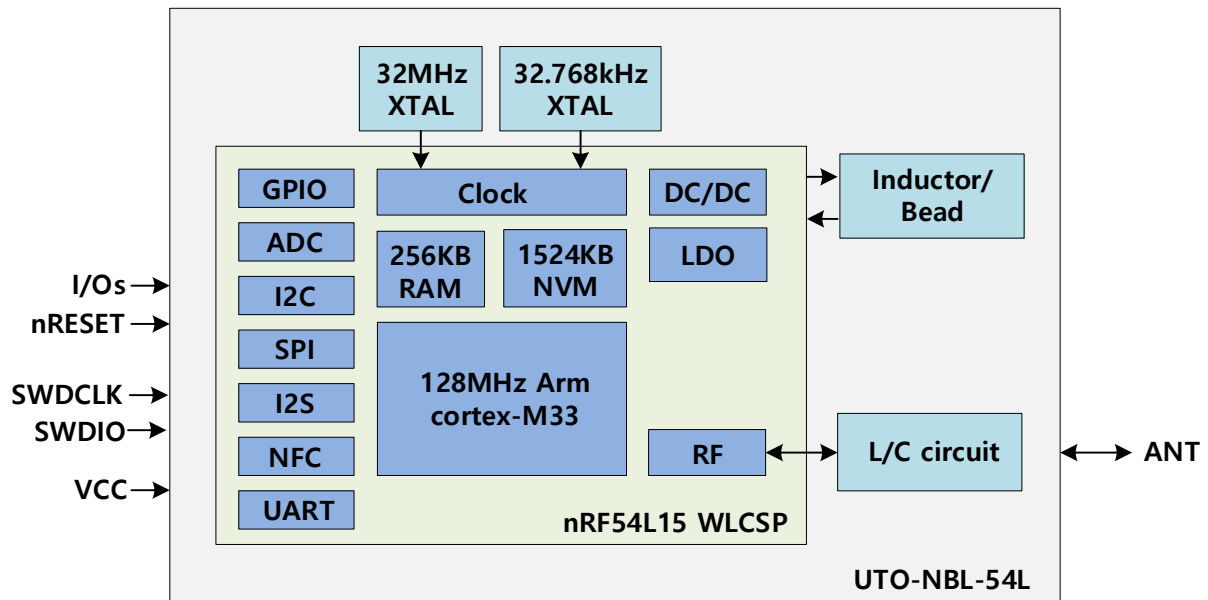 32MHz
XTAL
32.768kHz
XTAL
GPIO
ADC
I2C
SPI
I2S
NFC
UART
Clock
256KB
RAM
1524KB
NVM
128MHz Arm
cortex-M33
DC/DC
LDO
RF
nRF54L15 WLCSP
Inductor/
Bead
L/C circuit
I/Os
nRESET
SWDCLK
SWDIO
VCC
ANT
UTO-NBL-54L